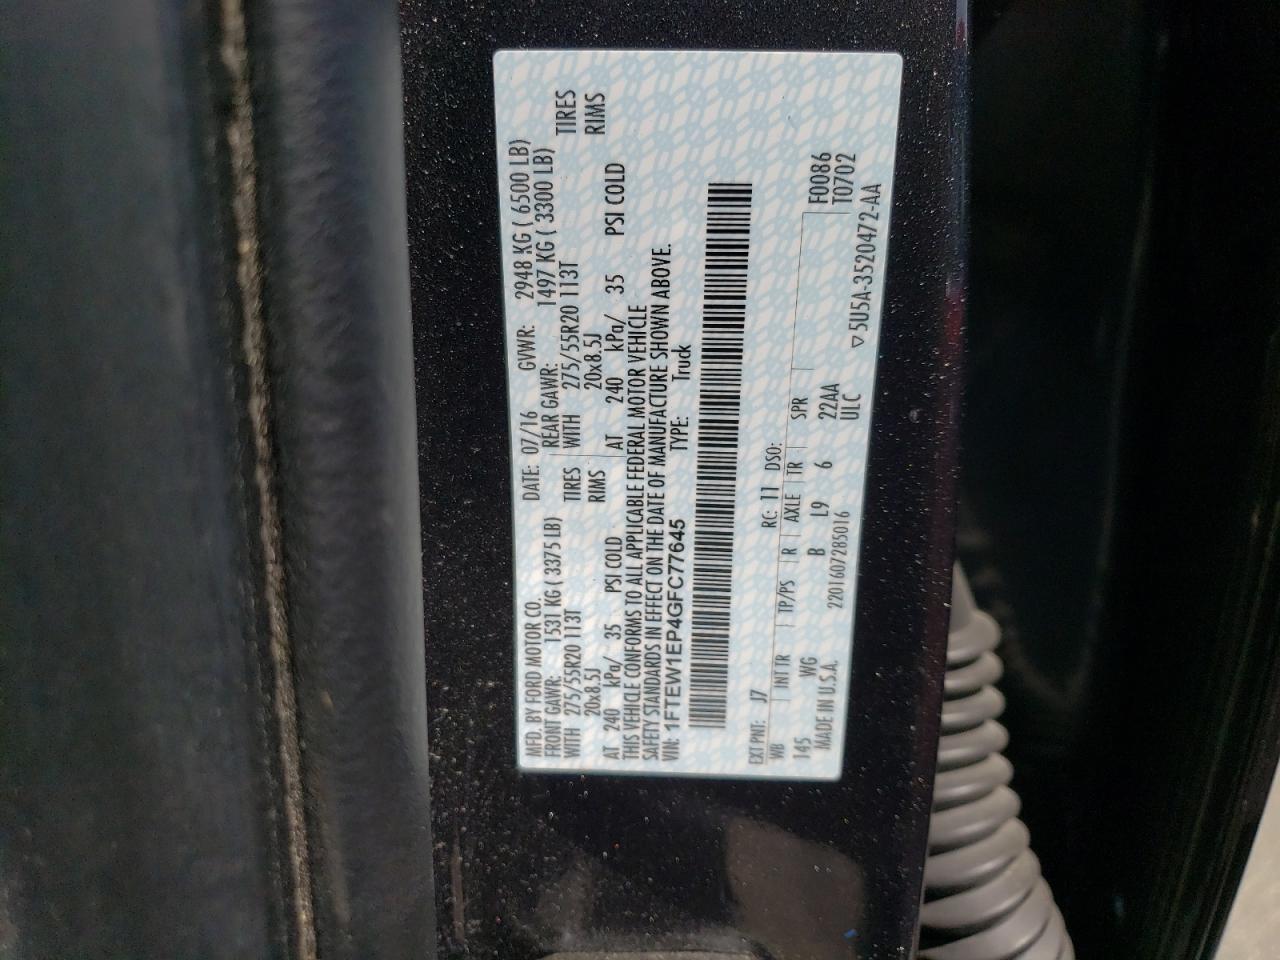 MFD. BY FORD MOTOR CO. DATE: 07/16 GVWR: 2948 KG ( 6500 LB)
FRONT GAWR: 1531 KG ( 3375 LB) REAR GAWR: 1497 KG ( 3300 LB)
WITH 275/55R20 113T TIRES WITH 275/55R20 113T TIRES
20x8.5J RIMS 20x8.5J RIMS
AT 240 kPa/ 35 PSI COLD AT 240 kPa/ 35 PSI COLD
THIS VEHICLE CONFORMS TO ALL APPLICABLE FEDERAL MOTOR VEHICLE
SAFETY STANDARDS IN EFFECT ON THE DATE OF MANUFACTURE SHOWN ABOVE.
VIN: 1FTEW1EP4GFC77645 TYPE: Truck
EXT PNT: J7 RC: 11 DSO:
WB INT TR TP/PS R AXLE TR SPR F0086
145 WG B L9 6 22AA T0702
MADE IN U.S.A. 2201607285016 ULC ▽5U5A-3520472-AA